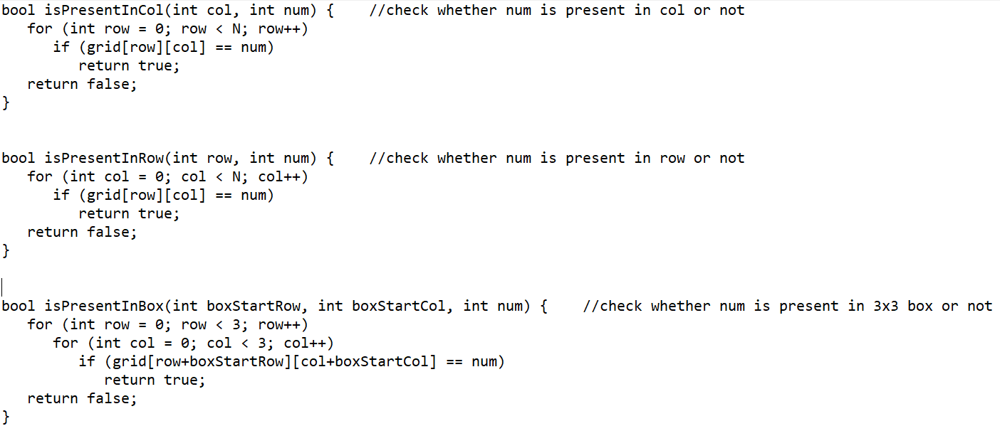 bool isPresentInCol(int col, int num) {    //check whether num is present in col or not
   for (int row = 0; row < N; row++)
      if (grid[row][col] == num)
         return true;
   return false;
}
bool isPresentInRow(int row, int num) {    //check whether num is present in row or not
   for (int col = 0; col < N; col++)
      if (grid[row][col] == num)
         return true;
   return false;
}
bool isPresentInBox(int boxStartRow, int boxStartCol, int num) {    //check whether num is present in 3x3 box or not
   for (int row = 0; row < 3; row++)
      for (int col = 0; col < 3; col++)
         if (grid[row+boxStartRow][col+boxStartCol] == num)
            return true;
   return false;
}